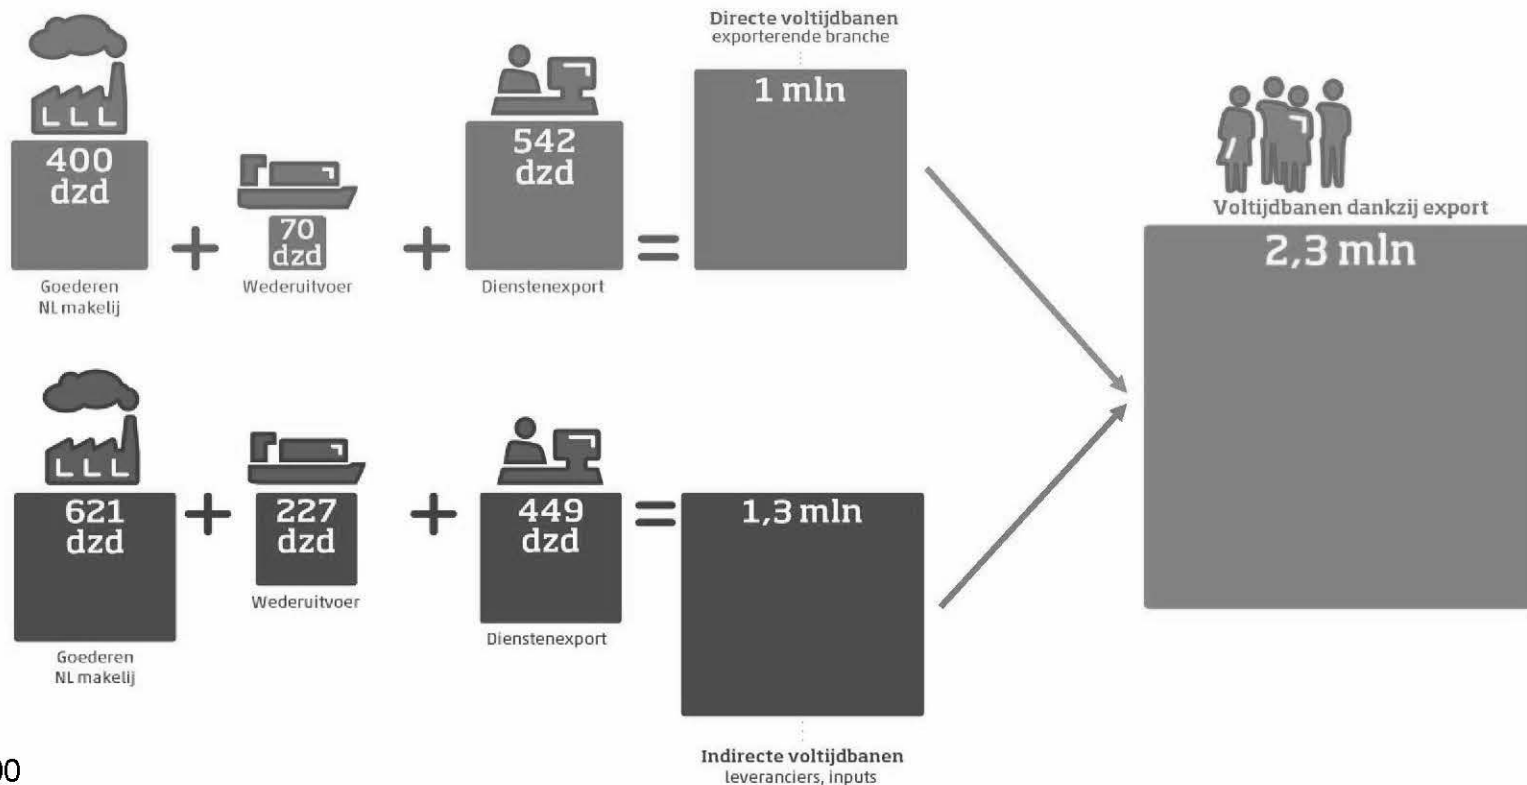 Directe voltijdbanen
exporterende branche
1 mln
400
dzd
542
dzd
70
dzd
+
+
=
Goederen
NL makelij
Wederuitvoer
Dienstenexport
Voltijdbanen dankzij export
2,3 mln
621
dzd
+
227
dzd
+
449
dzd
=
1,3 mln
Wederuitvoer
Dienstenexport
Goederen
NL makelij
Indirecte voltijdbanen
leveranciers, inputs